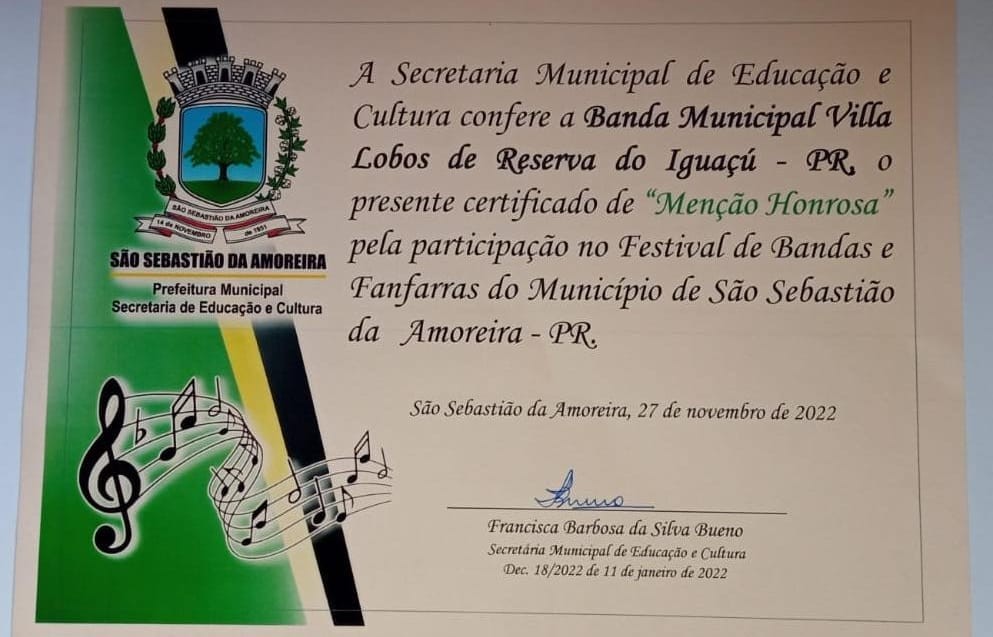 A Secretaria Municipal de Educação e
Cultura confere a Banda Municipal Villa
Lobos de Reserva do Iguaçú - PR, o
presente certificado de “Menção Honrosa”
pela participação no Festival de Bandas e
Fanfarras do Município de São Sebastião
da Amoreira - PR.
São Sebastião da Amoreira, 27 de novembro de 2022
Bueno
Francisca Barbosa da Silva Bueno
Secretária Municipal de Educação e Cultura
Dec. 18/2022 de 11 de janeiro de 2022
SÃO SEBASTIÃO DA AMOREIRA
14 de NOVEMBRO de 1951
SÃO SEBASTIÃO DA AMOREIRA
Prefeitura Municipal
Secretaria de Educação e Cultura